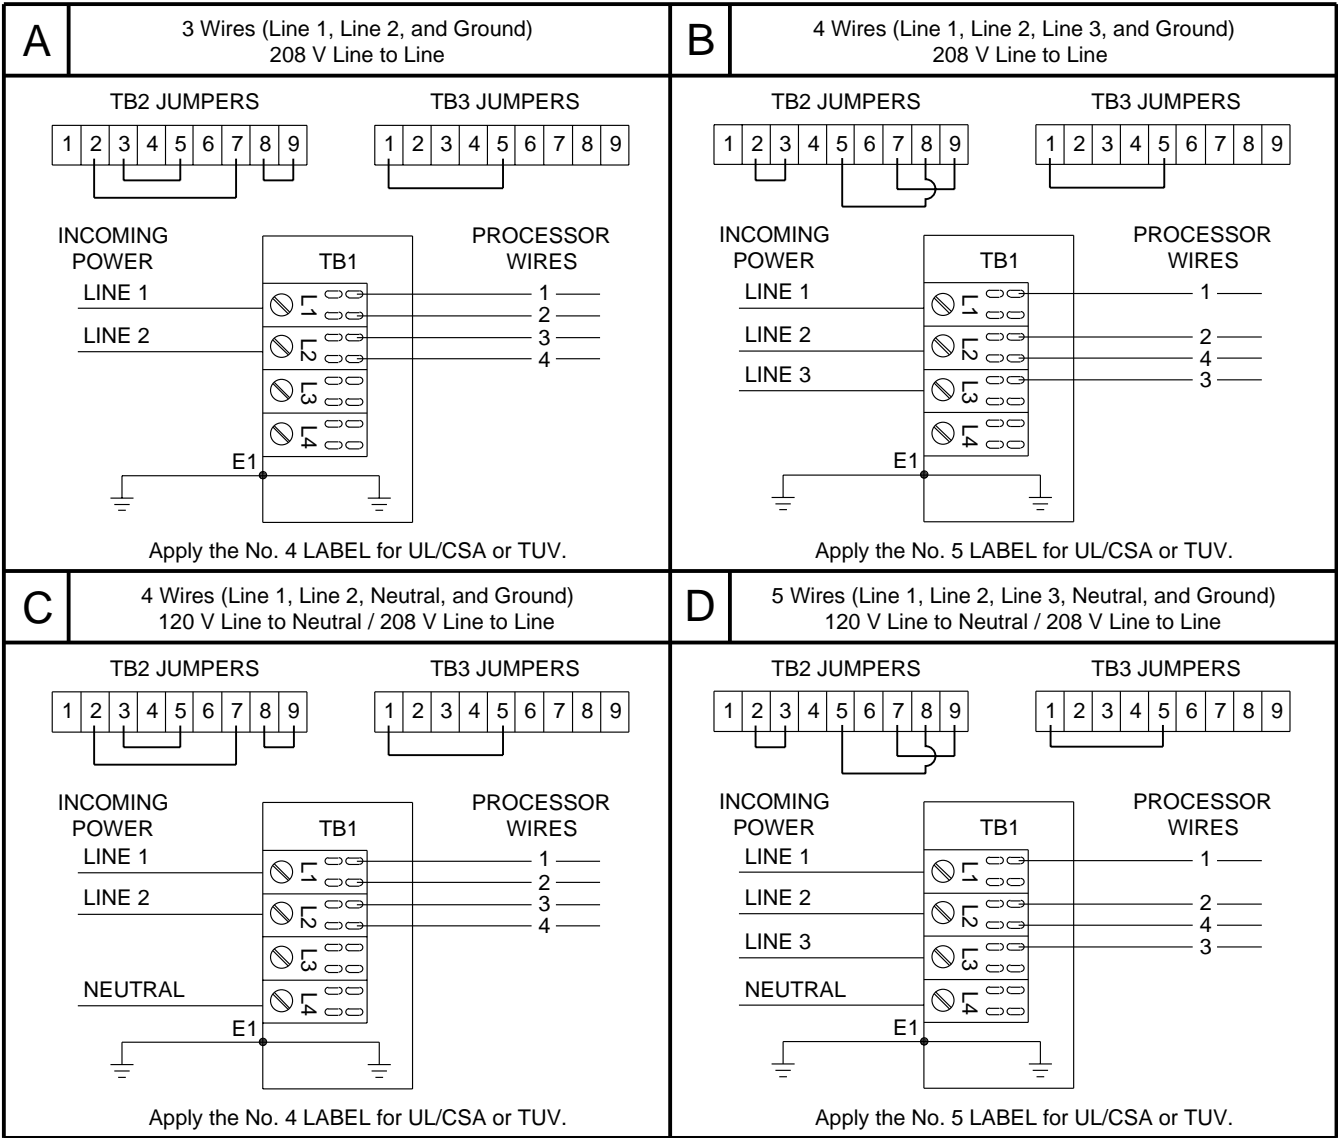 A
3 Wires (Line 1, Line 2, and Ground)
208 V Line to Line
TB2 JUMPERS
TB3 JUMPERS
1 2 3 4 5 6 7 8 9
1 2 3 4 5 6 7 8 9
INCOMING
POWER
PROCESSOR
WIRES
TB1
LINE 1
LINE 2
L1
L2
L3
L4
1
2
3
4
E1
Apply the No. 4 LABEL for UL/CSA or TUV.
B
4 Wires (Line 1, Line 2, Line 3, and Ground)
208 V Line to Line
TB2 JUMPERS
TB3 JUMPERS
1 2 3 4 5 6 7 8 9
1 2 3 4 5 6 7 8 9
INCOMING
POWER
PROCESSOR
WIRES
TB1
LINE 1
LINE 2
LINE 3
L1
L2
L3
L4
1
2
4
3
E1
Apply the No. 5 LABEL for UL/CSA or TUV.
C
4 Wires (Line 1, Line 2, Neutral, and Ground)
120 V Line to Neutral / 208 V Line to Line
TB2 JUMPERS
TB3 JUMPERS
1 2 3 4 5 6 7 8 9
1 2 3 4 5 6 7 8 9
INCOMING
POWER
PROCESSOR
WIRES
TB1
LINE 1
LINE 2
NEUTRAL
L1
L2
L3
L4
1
2
3
4
E1
Apply the No. 4 LABEL for UL/CSA or TUV.
D
5 Wires (Line 1, Line 2, Line 3, Neutral, and Ground)
120 V Line to Neutral / 208 V Line to Line
TB2 JUMPERS
TB3 JUMPERS
1 2 3 4 5 6 7 8 9
1 2 3 4 5 6 7 8 9
INCOMING
POWER
PROCESSOR
WIRES
TB1
LINE 1
LINE 2
LINE 3
NEUTRAL
L1
L2
L3
L4
1
2
4
3
E1
Apply the No. 5 LABEL for UL/CSA or TUV.